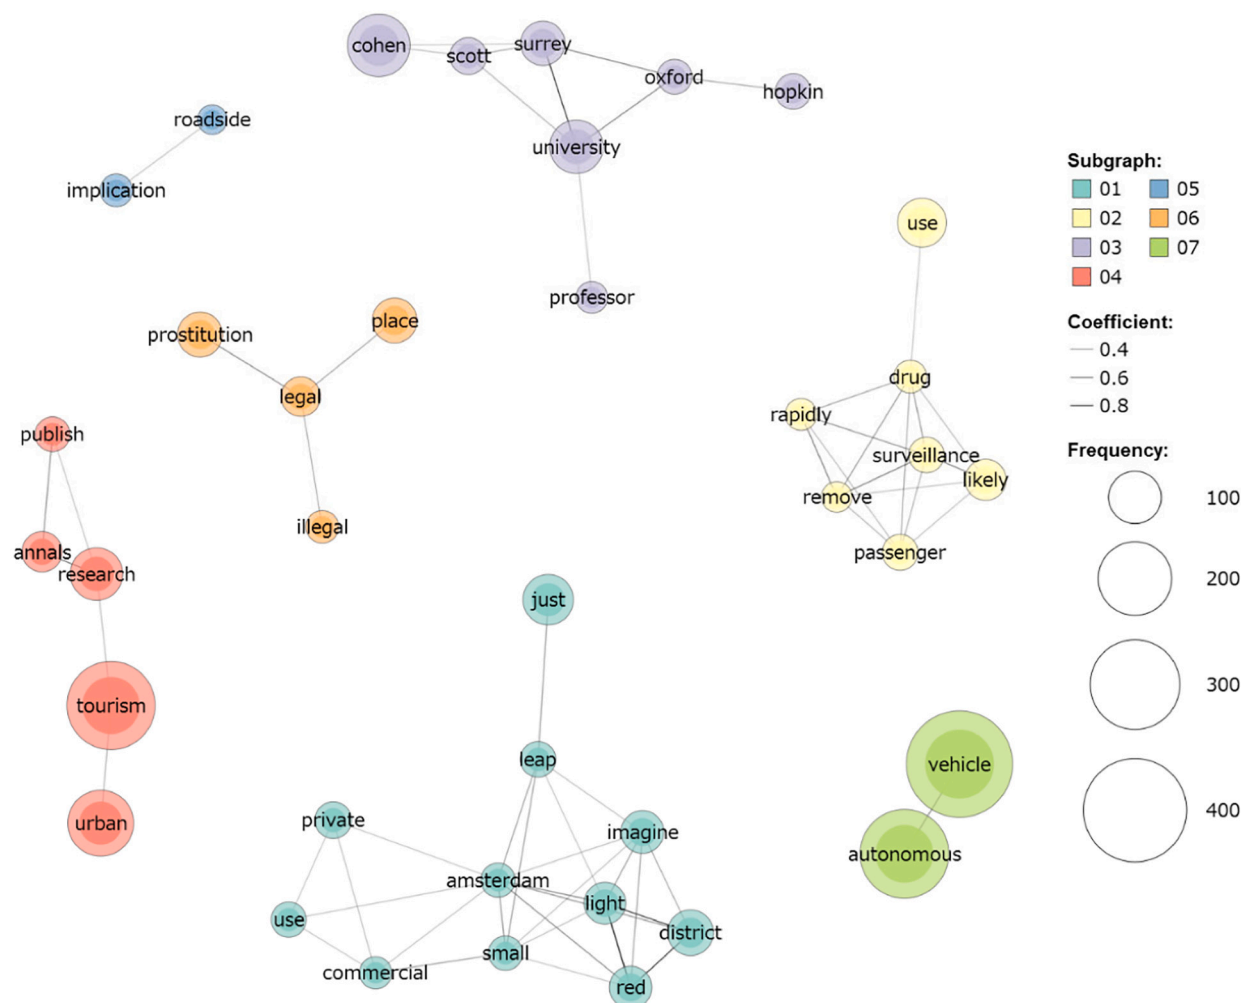 cohen
scott
surrey
oxford
hopkin
university
professor
roadside
implication
prostitution
place
legal
illegal
publish
annals
research
tourism
urban
use
drug
rapidly
surveillance
likely
remove
passenger
just
leap
private
imagine
amsterdam
use
light
district
commercial
small
red
vehicle
autonomous
Subgraph:
01 05
02 06
03 07
04
Coefficient:
0.4
0.6
0.8
Frequency:
100
200
300
400